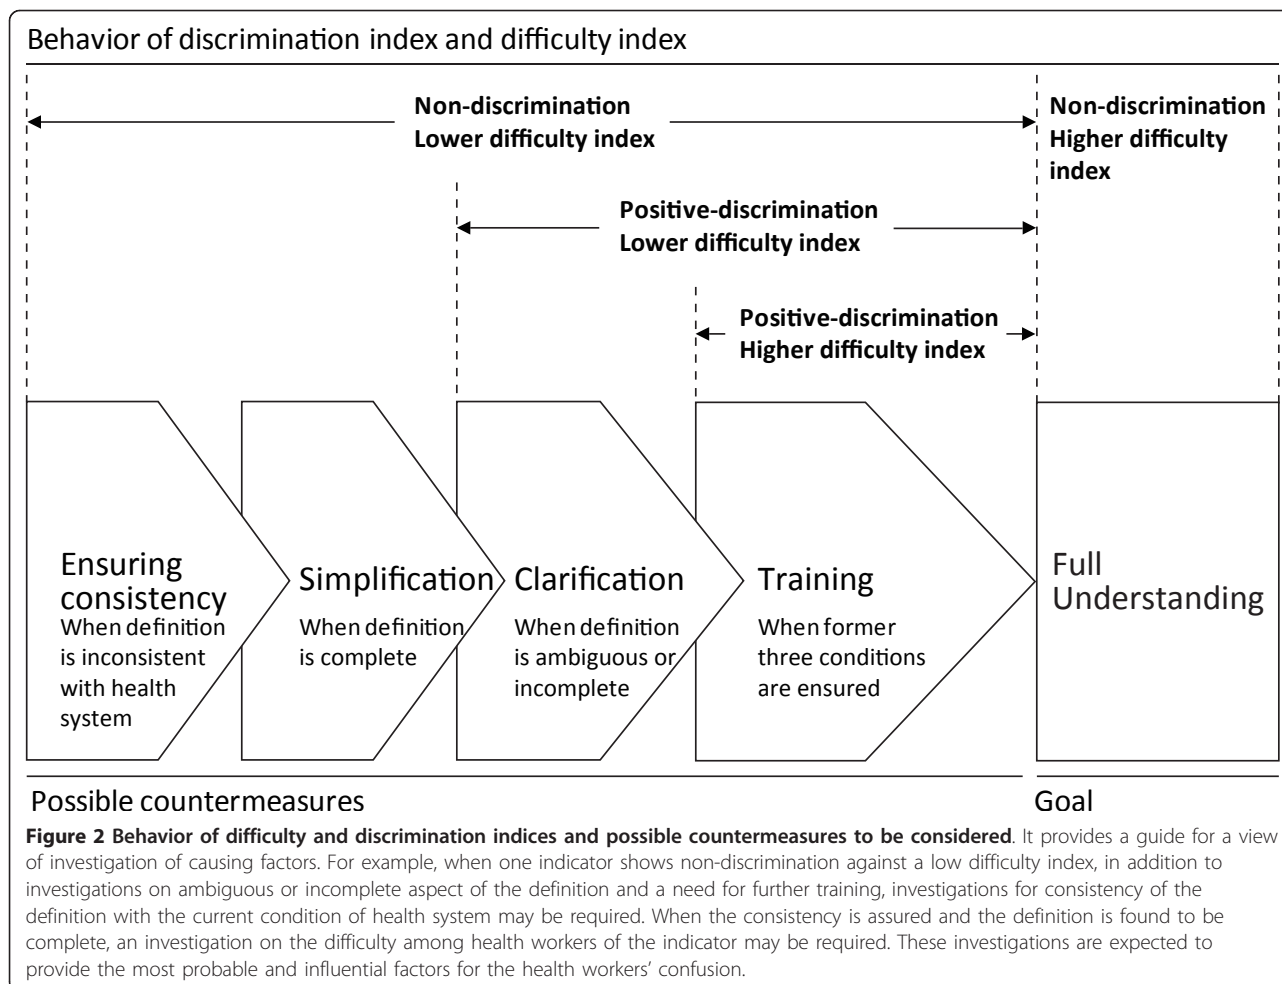 Behavior of discrimination index and difficulty index
Non-discrimination
Lower difficulty index
Non-discrimination
Higher difficulty
index
Positive-discrimination
Lower difficulty index
Positive-discrimination
Higher difficulty index
Ensuring
consistency
When definition
is inconsistent
with health
system
Simplification
When definition
is complete
Clarification
When definition
is ambiguous or
incomplete
Training
When former
three conditions
are ensured
Full
Understanding
Possible countermeasures
Goal
Figure 2 Behavior of difficulty and discrimination indices and possible countermeasures to be considered. It provides a guide for a view
of investigation of causing factors. For example, when one indicator shows non-discrimination against a low difficulty index, in addition to
investigations on ambiguous or incomplete aspect of the definition and a need for further training, investigations for consistency of the
definition with the current condition of health system may be required. When the consistency is assured and the definition is found to be
complete, an investigation on the difficulty among health workers of the indicator may be required. These investigations are expected to
provide the most probable and influential factors for the health workers' confusion.